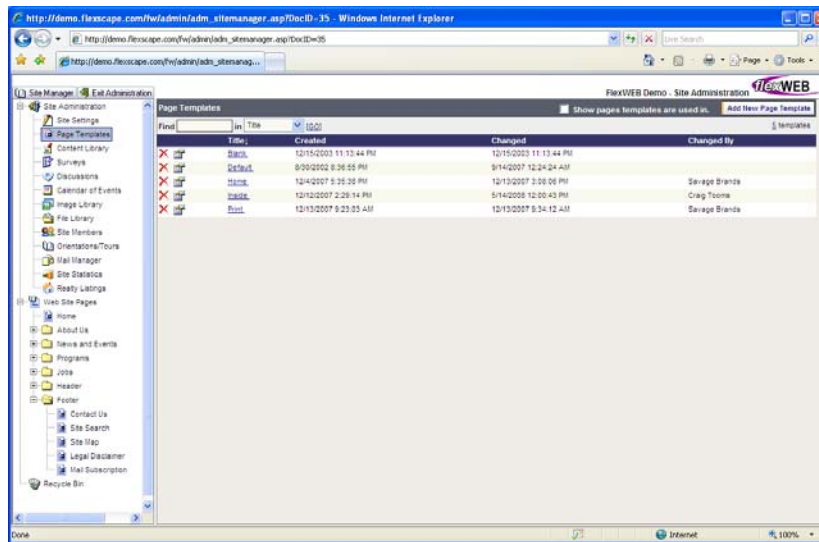 http://demo.flexscape.com/fw/admin/adm_sitemanager.asp?DocID=35 - Windows Internet Explorer
http://demo.flexscape.com/fw/admin/adm_sitemanager.asp?DocID=35
Live Search
http://demo.flexscape.com/fw/admin/adm_sitemanag...
Page
Tools
Site Manager
Exit Administration
FlexWEB Demo - Site Administration
flexWEB
Site Administration
Site Settings
Page Templates
Content Library
Surveys
Discussions
Calendar of Events
Image Library
File Library
Site Members
Orientations/Tours
Mail Manager
Site Statistics
Realty Listings
Web Site Pages
Home
About Us
News and Events
Programs
Jobs
Header
Footer
Contact Us
Site Search
Site Map
Legal Disclaimer
Mail Subscription
Recycle Bin
Page Templates
Show pages templates are used in.
Add New Page Template
Find in Title [GO]
5 templates
Title Created Changed Changed By
Blank 12/15/2003 11:13:44 PM 12/15/2003 11:13:44 PM
Default 8/30/2002 8:36:55 PM 9/14/2007 12:24:24 AM
Home 12/4/2007 5:35:38 PM 12/13/2007 3:08:06 PM Savage Brands
Inside 12/12/2007 2:29:14 PM 5/14/2008 12:00:43 PM Craig Tooms
Print 12/13/2007 9:23:03 AM 12/13/2007 9:34:12 AM Savage Brands
Done
Internet
100%